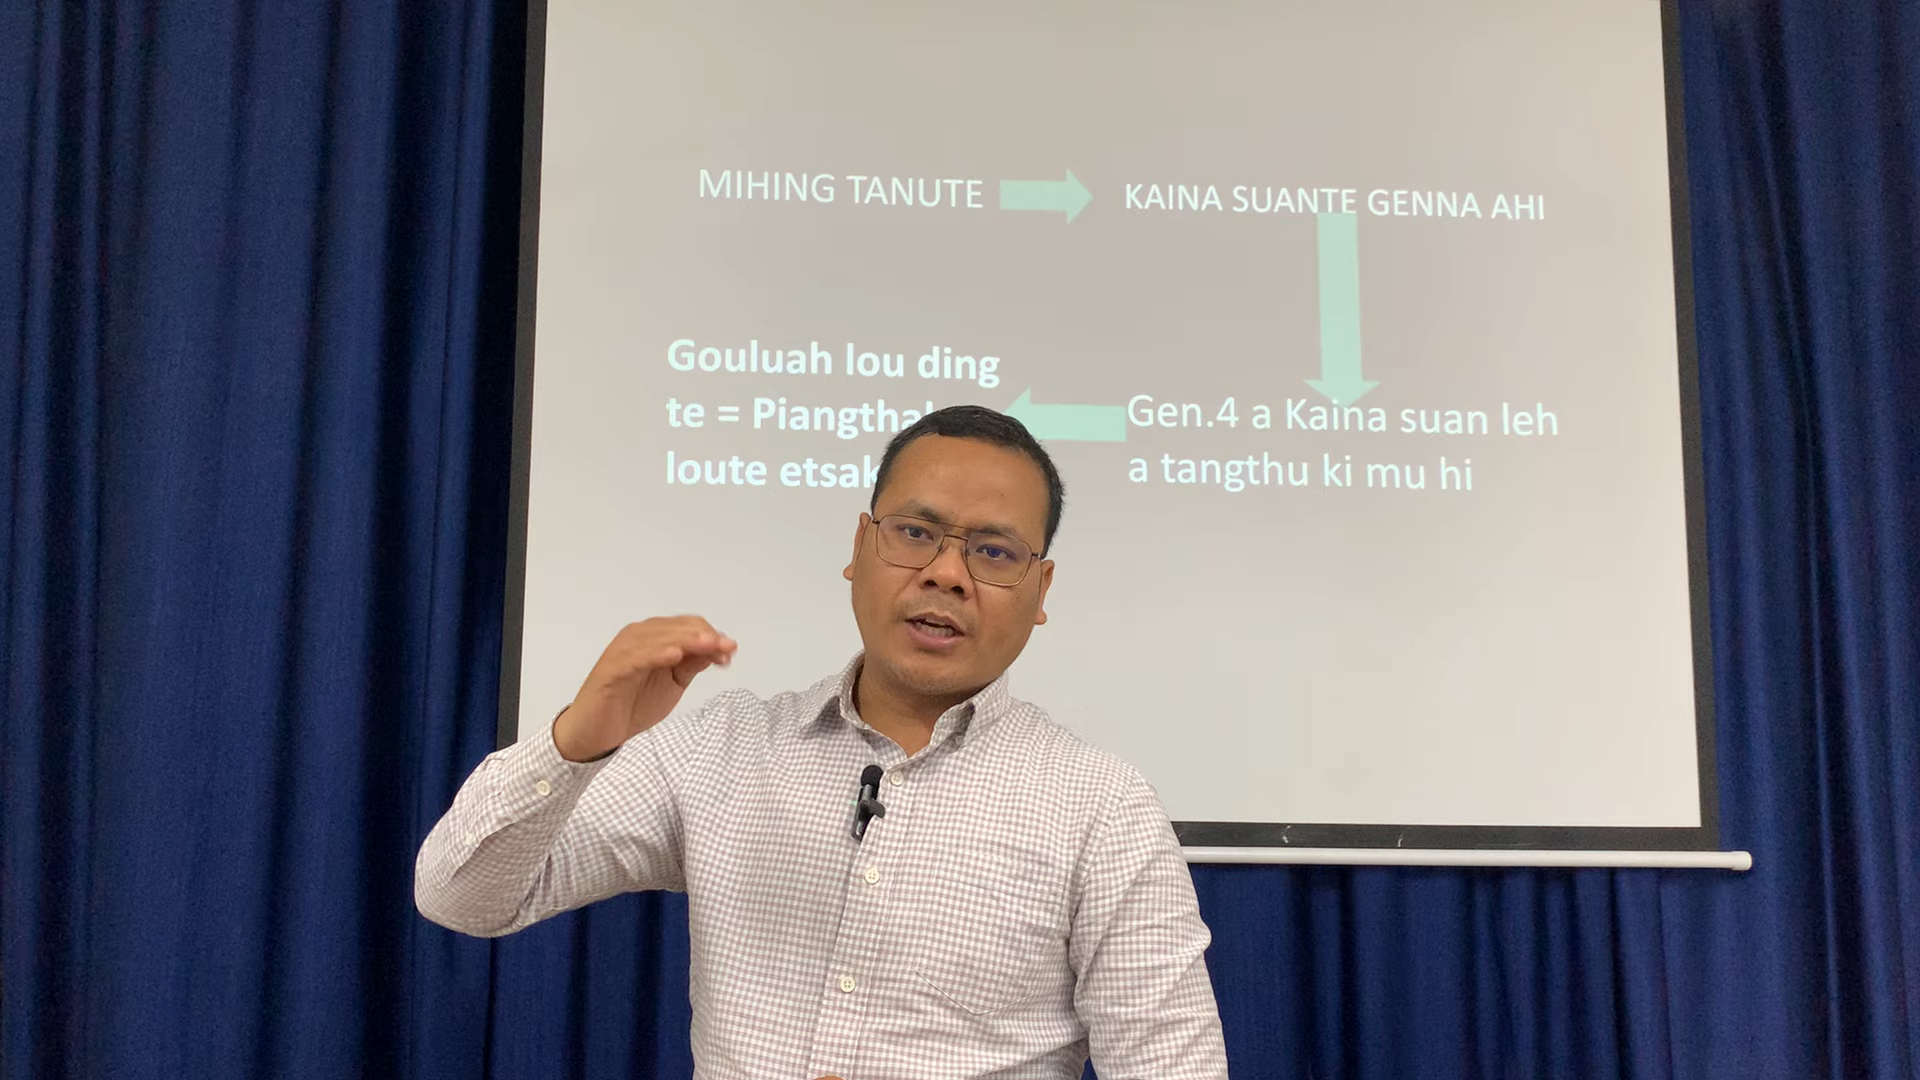 MIHING TANUTE
KAINA SUANTE GENNA AHI
Gouluah lou ding
te =
loute
Gen.4 a Kaina suan leh
a tangthu ki mu hi